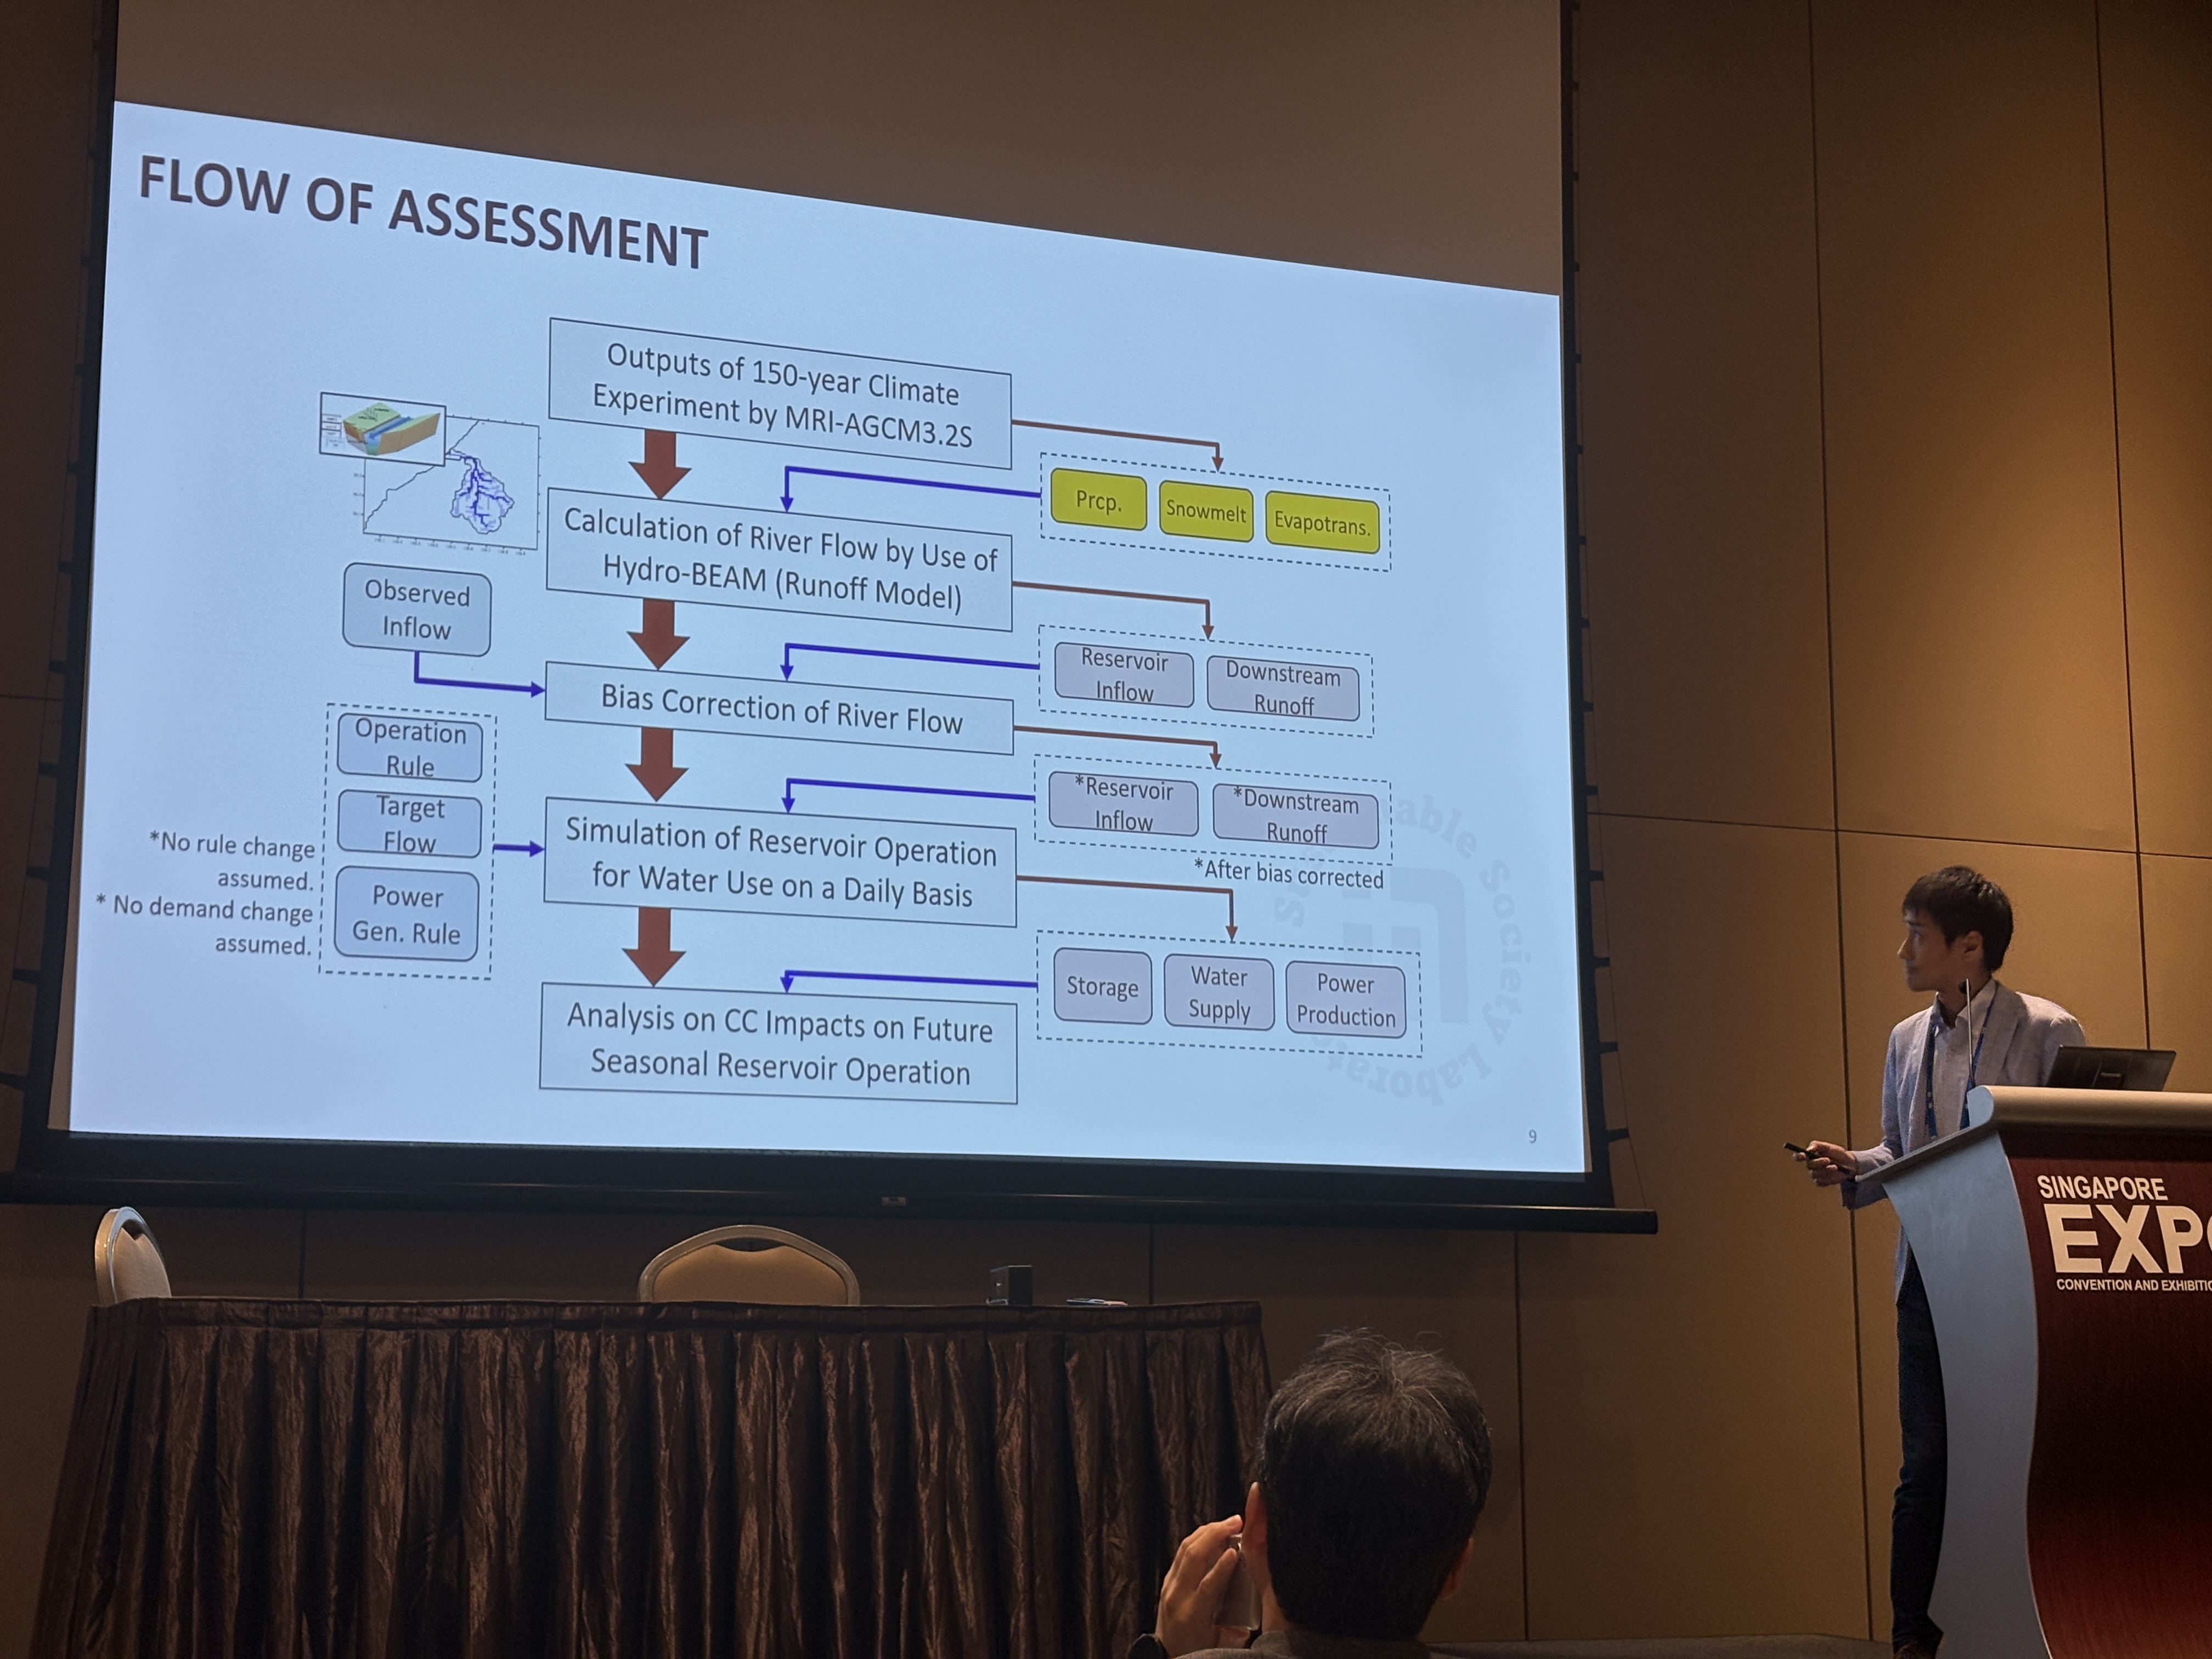 FLOW OF ASSESSMENT
Outputs of 150-year Climate
Experiment by MRI-AGCM3.2S
Prcp.
Snowmelt
Evapotrans.
Calculation of River Flow by Use of
Hydro-BEAM (Runoff Model)
Observed
Inflow
Reservoir
Inflow
Downstream
Runoff
Bias Correction of River Flow
Operation
Rule
Target
Flow
Power
Gen. Rule
*No rule change
assumed.
* No demand change
assumed.
*Reservoir
Inflow
*Downstream
Runoff
*After bias corrected
Simulation of Reservoir Operation
for Water Use on a Daily Basis
Storage
Water
Supply
Power
Production
Analysis on CC Impacts on Future
Seasonal Reservoir Operation
able Society Laborat
9
SINGAPORE
EXP
CONVENTION AND EXHIBITI